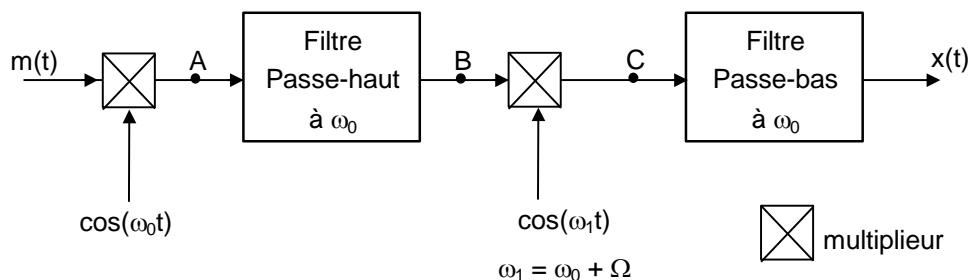 m(t)
A
Filtre
Passe-haut
à ω₀
B
C
Filtre
Passe-bas
à ω₀
x(t)
cos(ω₀t)
cos(ω₁t)
ω₁ = ω₀ + Ω
multiplieur